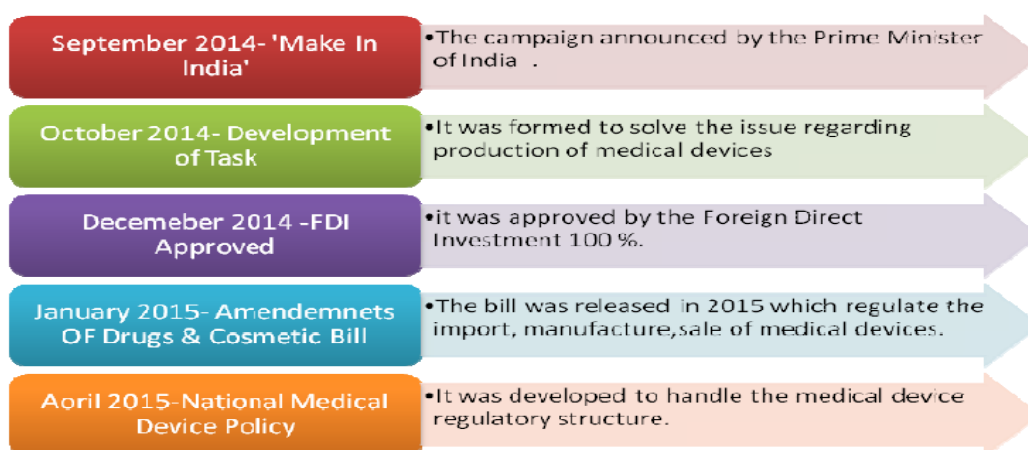 September 2014- 'Make In
India'
•The campaign announced by the Prime Minister
of India .
October 2014- Development
of Task
•It was formed to solve the issue regarding
production of medical devices
Decemeber 2014 -FDI
Approved
•it was approved by the Foreign Direct
Investment 100 %.
January 2015- Amendemnets
OF Drugs & Cosmetic Bill
•The bill was released in 2015 which regulate the
import, manufacture,sale of medical devices.
Aoril 2015-National Medical
Device Policy
•It was developed to handle the medical device
regulatory structure.